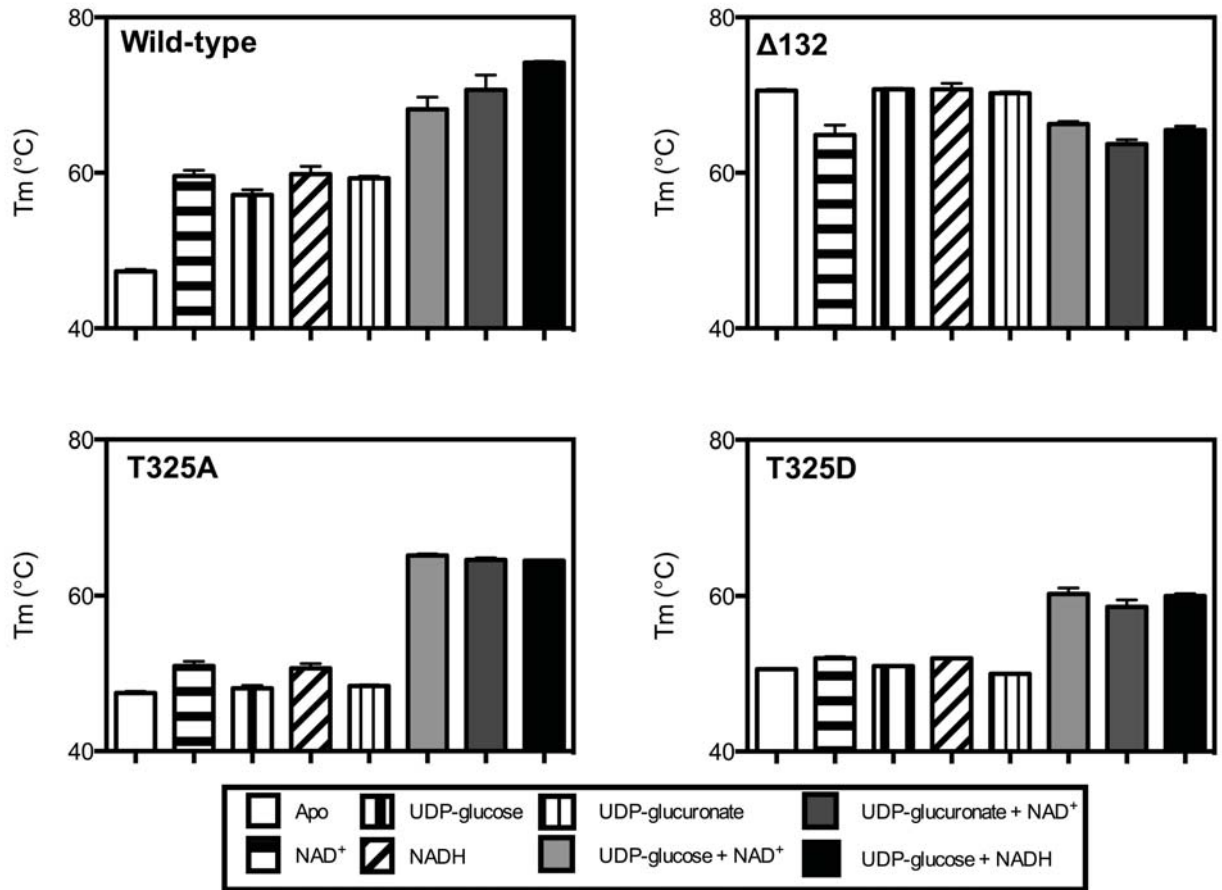 Wild-type
80
60
40
Tm (°C)
Δ132
80
60
40
Tm (°C)
T325A
80
60
40
Tm (°C)
T325D
80
60
40
Tm (°C)
Apo
UDP-glucose
UDP-glucuronate
UDP-glucuronate + NAD⁺
NAD⁺
NADH
UDP-glucose + NAD⁺
UDP-glucose + NADH